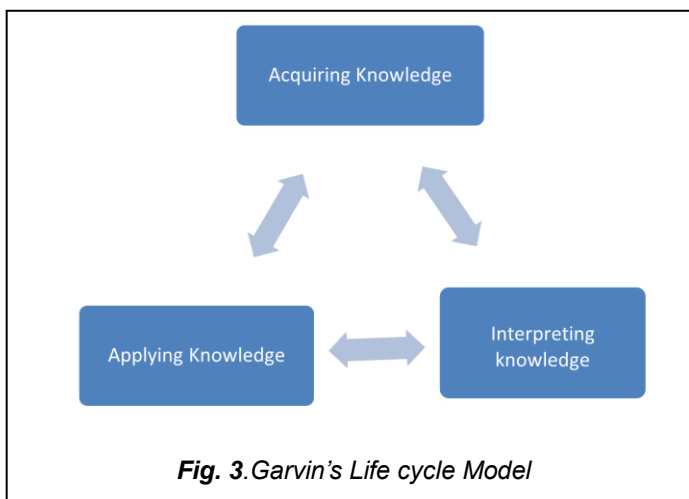 Acquiring Knowledge
Applying Knowledge
Interpreting
knowledge
Fig. 3.Garvin's Life cycle Model